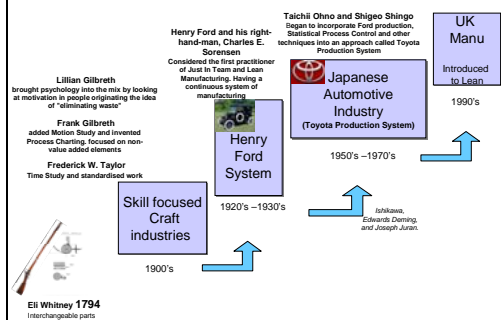 Lillian Gilbreth
brought psychology into the mix by looking
at motivation in people originating the idea
of "eliminating waste"
Frank Gilbreth
added Motion Study and invented
Process Charting. focused on non-
value added elements
Frederick W. Taylor
Time Study and standardised work
Eli Whitney 1794
Interchangeable parts
Skill focused
Craft
industries
1900's
Henry Ford and his right-
hand-man, Charles E.
Sorensen
Considered the first practitioner
of Just In Team and Lean
Manufacturing. Having a
continuous system of
manufacturing
Henry
Ford
System
1920's –1930's
Taichii Ohno and Shigeo Shingo
Began to incorporate Ford production,
Statistical Process Control and other
techniques into an approach called Toyota
Production System
Japanese
Automotive
Industry
(Toyota Production System)
1950's –1970's
Ishikawa,
Edwards Deming,
and Joseph Juran.
UK
Manu
Introduced
to Lean
1990's